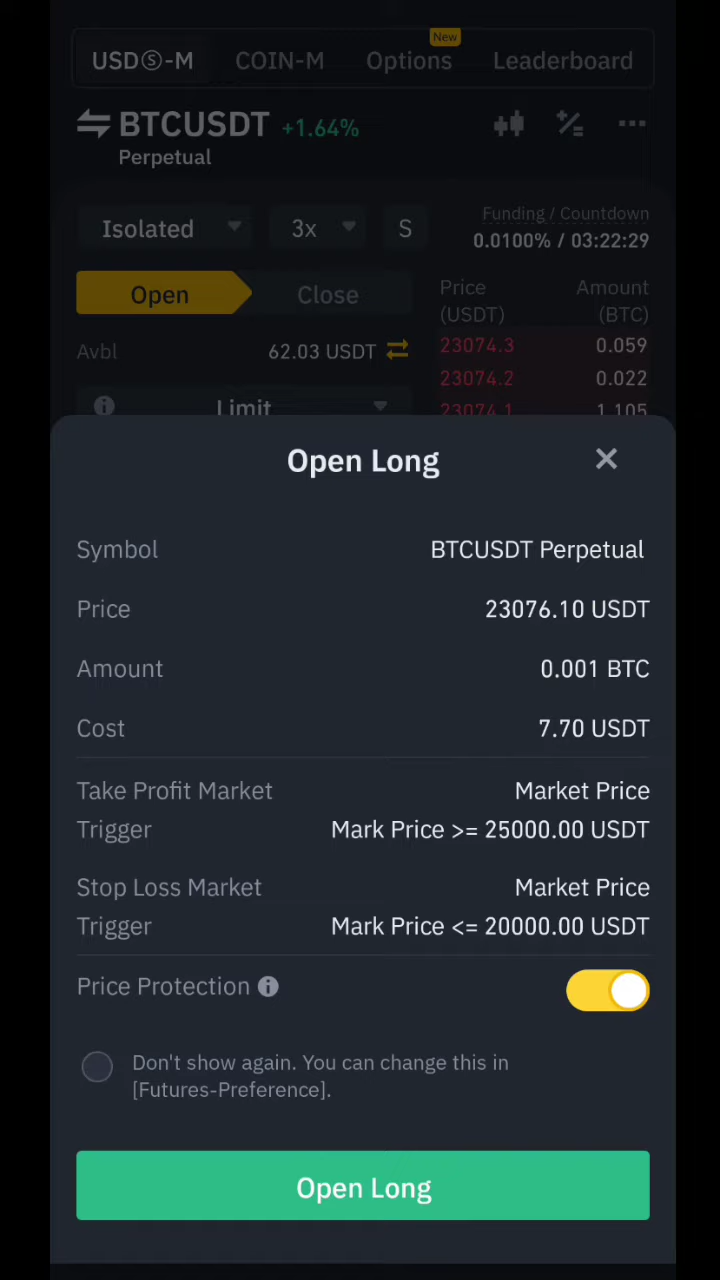 New
USDⓈ-M COIN-M Options Leaderboard
BTCUSDT +1.64%
Perpetual
Isolated 3x S
Funding / Countdown
0.0100% / 03:22:29
Open Close
Price Amount
(USDT) (BTC)
23074.3 0.059
Avbl 62.03 USDT
23074.2 0.022
Limit
23074.1 1.105
Open Long
Symbol BTCUSDT Perpetual
Price 23076.10 USDT
Amount 0.001 BTC
Cost 7.70 USDT
Take Profit Market Market Price
Trigger Mark Price >= 25000.00 USDT
Stop Loss Market Market Price
Trigger Mark Price <= 20000.00 USDT
Price Protection
Don't show again. You can change this in
[Futures-Preference].
Open Long